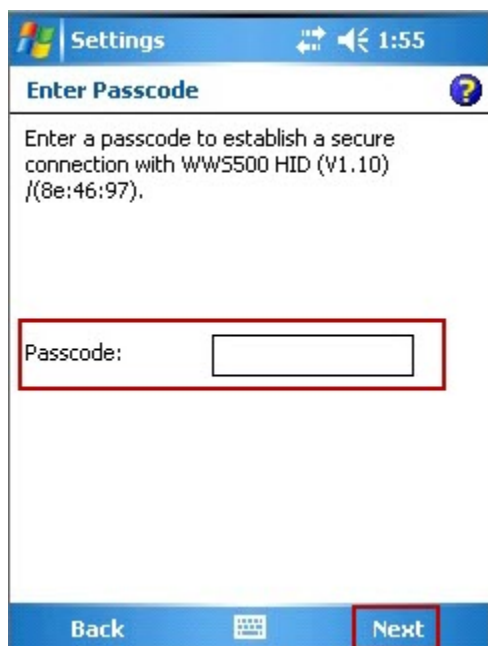 Settings 1:55
Enter Passcode
Enter a passcode to establish a secure
connection with WWS500 HID (V1.10)
/(8e:46:97).
Passcode:
Back Next